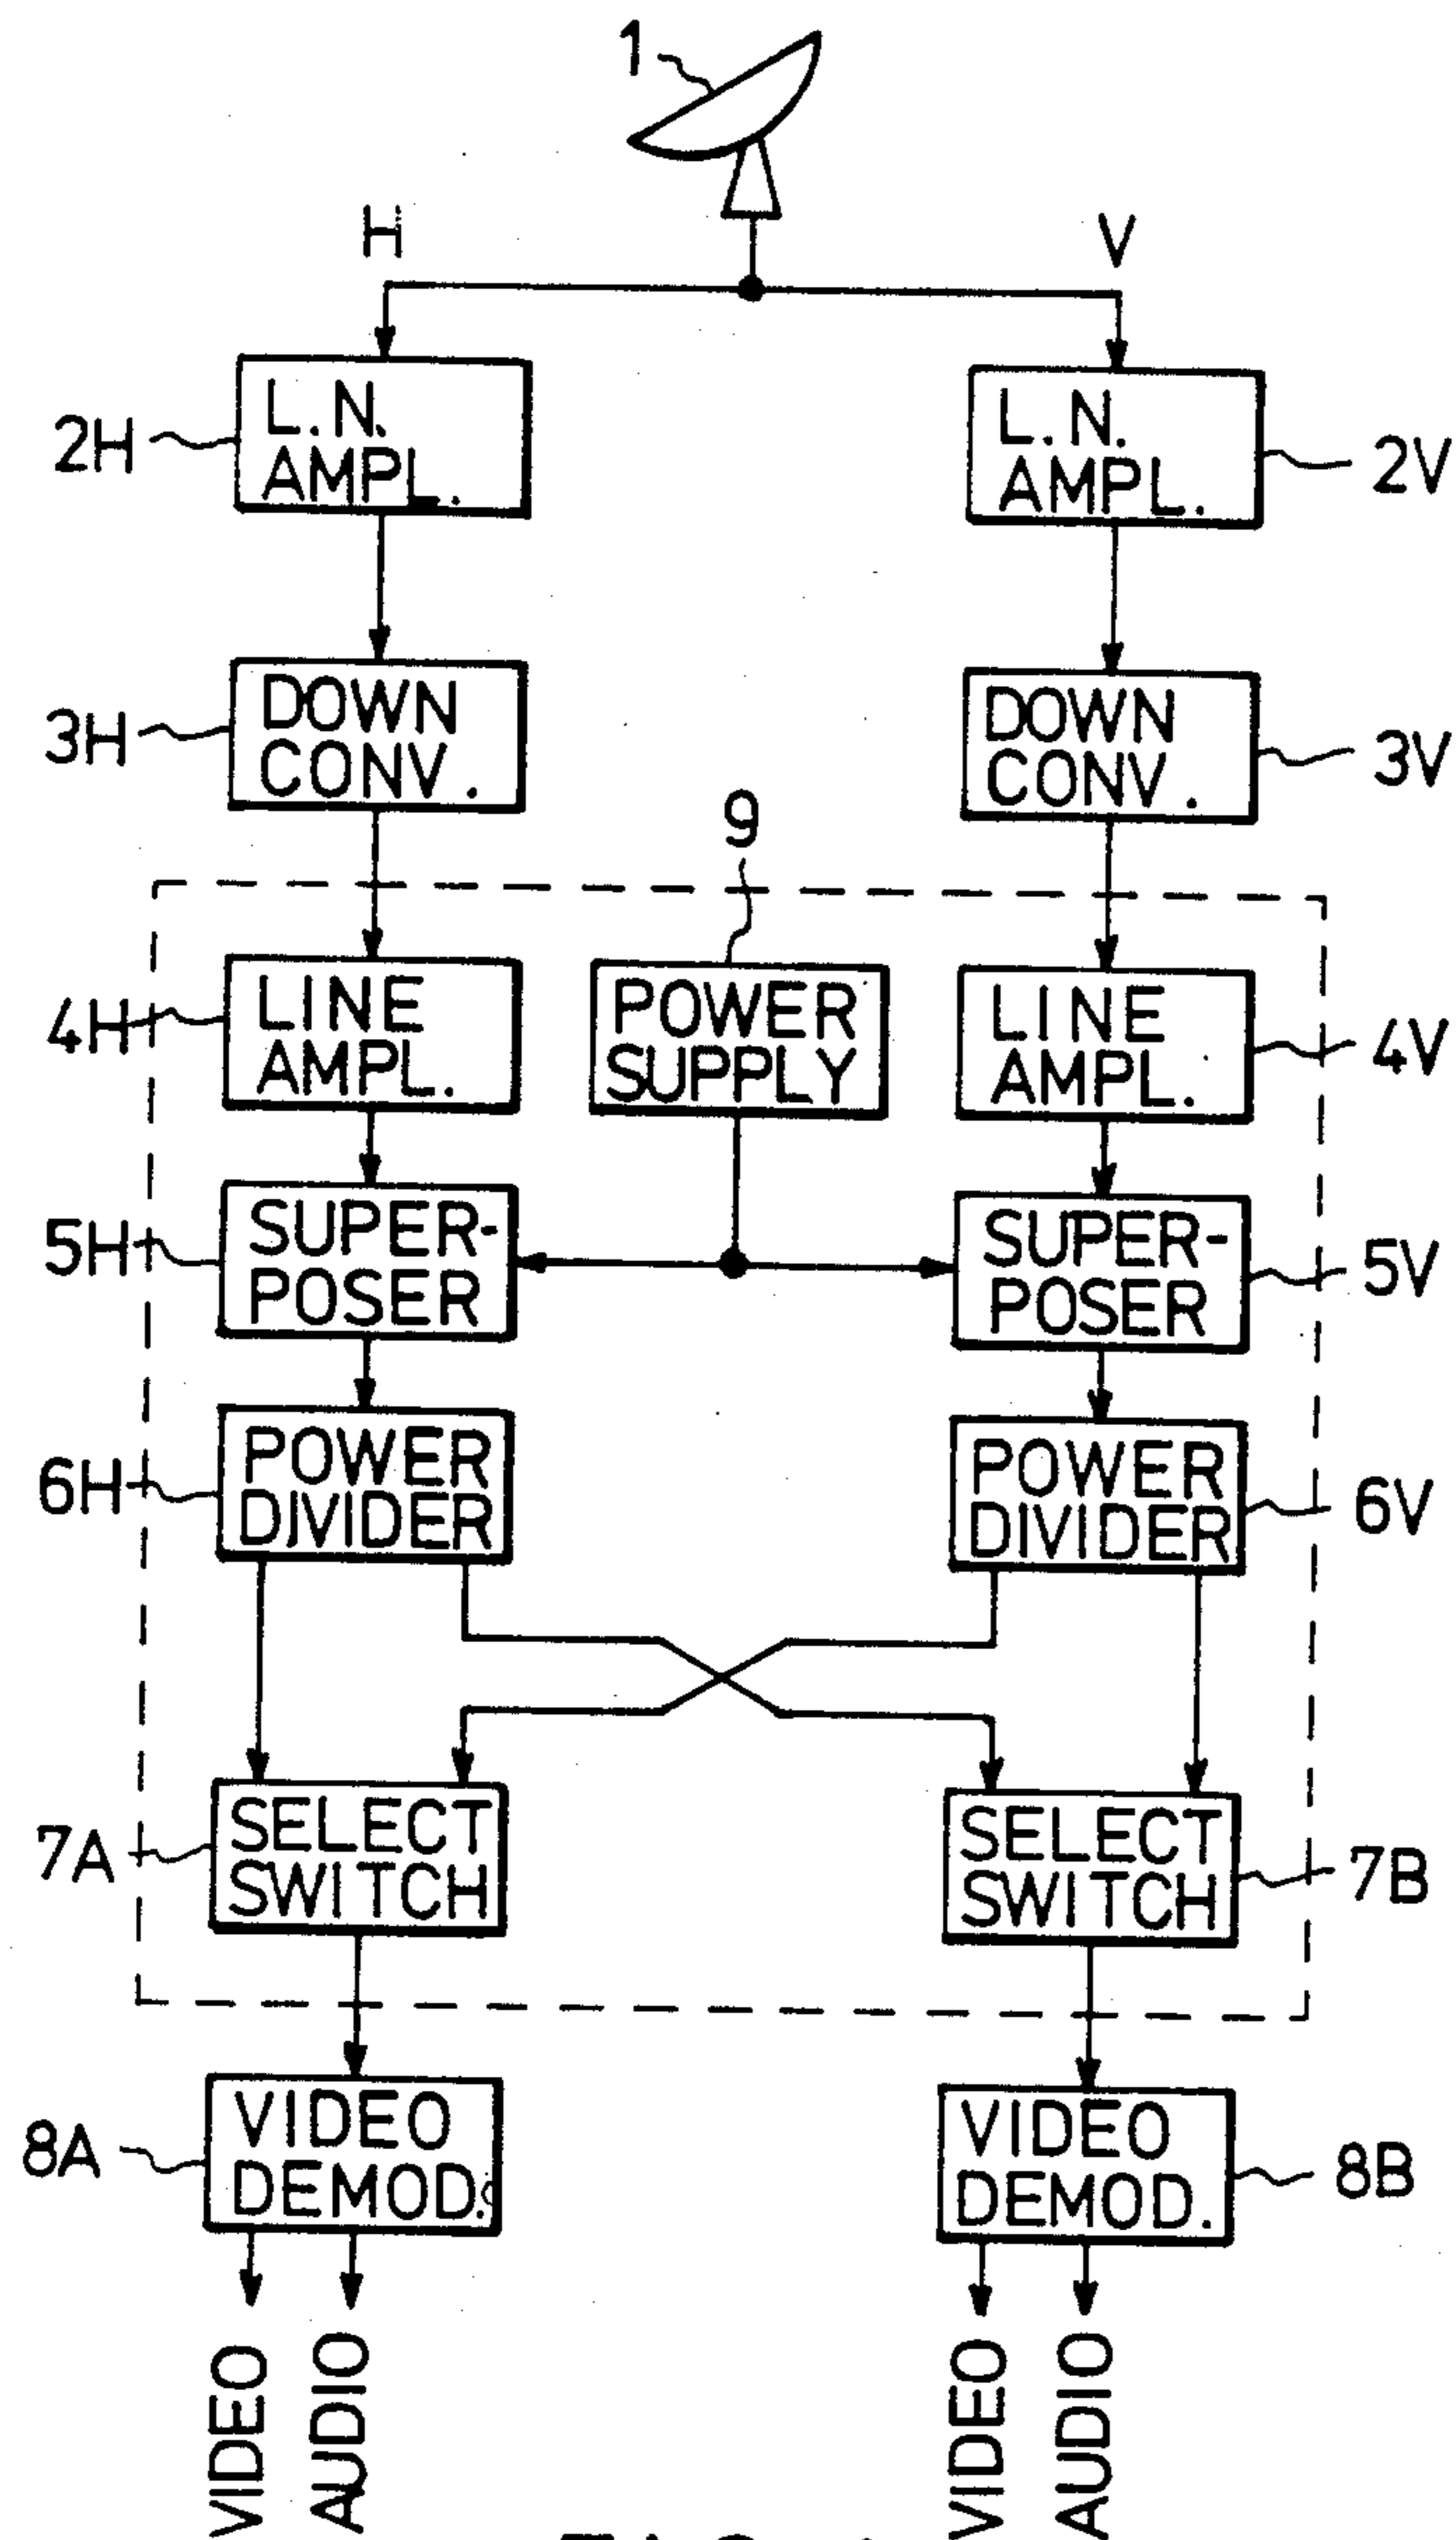 1
H
V
L.N.
AMPL.
2H
L.N.
AMPL.
2V
DOWN
CONV.
3H
DOWN
CONV.
3V
9
LINE
AMPL.
4H
POWER
SUPPLY
LINE
AMPL.
4V
SUPER-
POSER
5H
SUPER-
POSER
5V
POWER
DIVIDER
6H
POWER
DIVIDER
6V
SELECT
SWITCH
7A
SELECT
SWITCH
7B
VIDEO
DEMOD.
8A
VIDEO
DEMOD.
8B
VIDEO
AUDIO
VIDEO
AUDIO